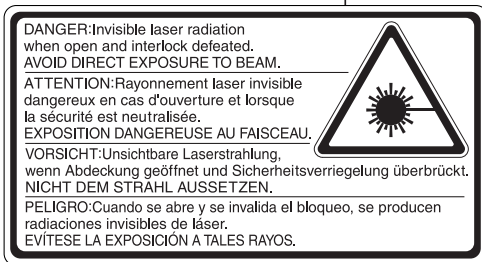 DANGER:Invisible laser radiation
when open and interlock defeated.
AVOID DIRECT EXPOSURE TO BEAM.
ATTENTION:Rayonnement laser invisible
dangereux en cas d'ouverture et lorsque
la sécurité est neutralisée.
EXPOSITION DANGEREUSE AU FAISCEAU.
VORSICHT:Unsichtbare Laserstrahlung,
wenn Abdeckung geöffnet und Sicherheitsverriegelung überbrückt.
NICHT DEM STRAHL AUSSETZEN.
PELIGRO:Cuando se abre y se invalida el bloqueo, se producen
radiaciones invisibles de láser.
EVÍTESE LA EXPOSICIÓN A TALES RAYOS.